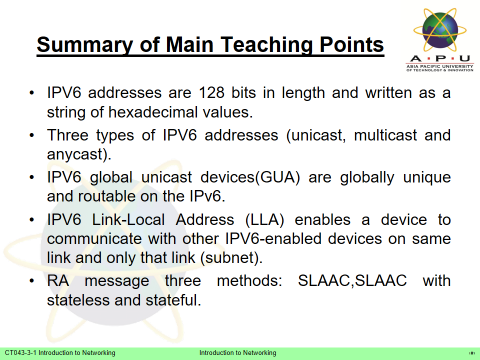 Summary of Main Teaching Points
A • P • U
ASIA PACIFIC UNIVERSITY
OF TECHNOLOGY & INNOVATION
• IPV6 addresses are 128 bits in length and written as a
string of hexadecimal values.
• Three types of IPV6 addresses (unicast, multicast and
anycast).
• IPV6 global unicast devices(GUA) are globally unique
and routable on the IPv6.
• IPV6 Link-Local Address (LLA) enables a device to
communicate with other IPV6-enabled devices on same
link and only that link (subnet).
• RA message three methods: SLAAC,SLAAC with
stateless and stateful.
CT043-3-1 Introduction to Networking Introduction to Networking ‹#›